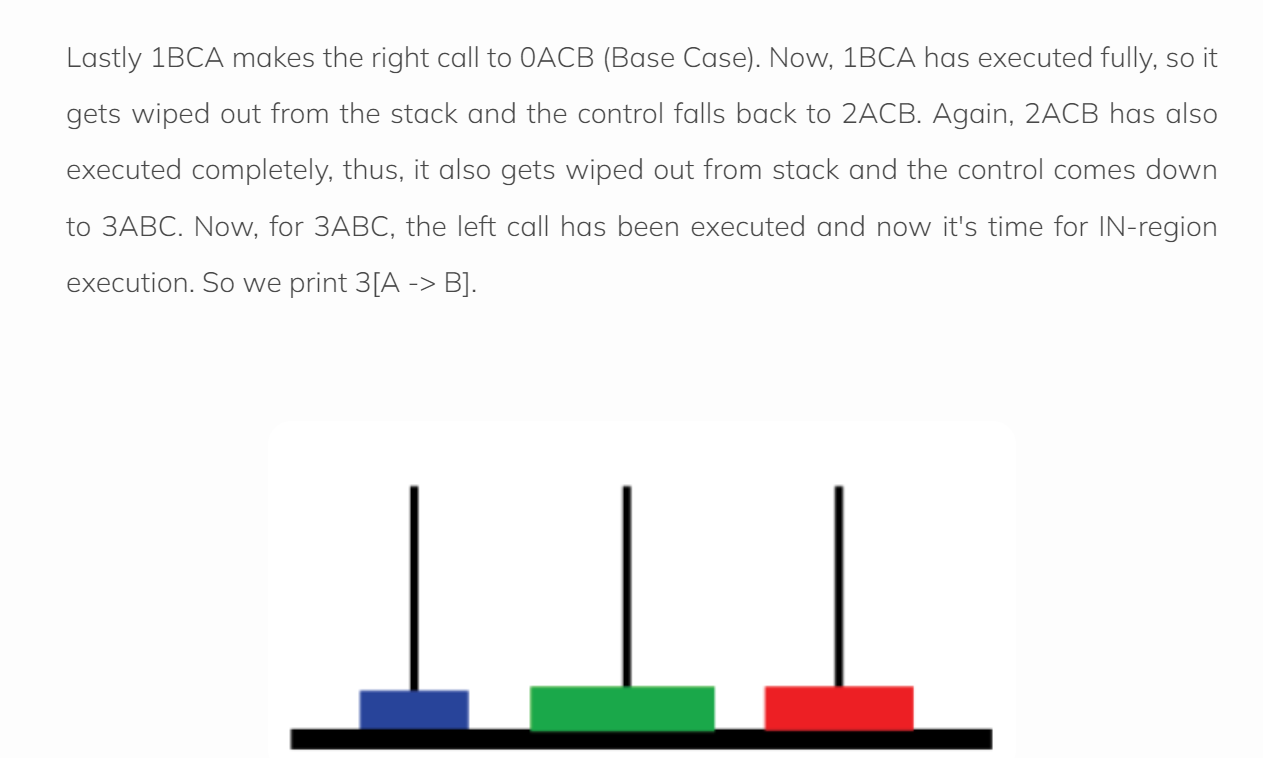 Lastly 1BCA makes the right call to 0ACB (Base Case). Now, 1BCA has executed fully, so it
gets wiped out from the stack and the control falls back to 2ACB. Again, 2ACB has also
executed completely, thus, it also gets wiped out from stack and the control comes down
to 3ABC. Now, for 3ABC, the left call has been executed and now it's time for IN-region
execution. So we print 3[A -> B].